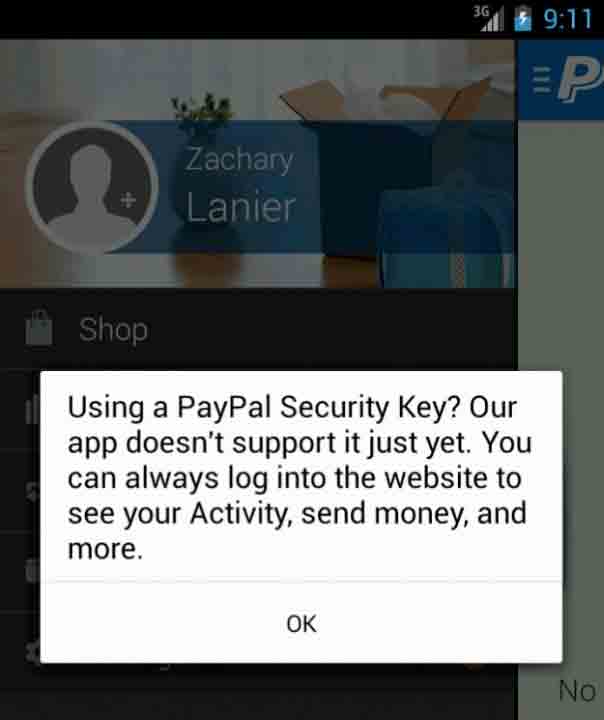 3G 9:11
P
Zachary
Lanier
Shop
Using a PayPal Security Key? Our
app doesn't support it just yet. You
can always log into the website to
see your Activity, send money, and
more.
OK
No